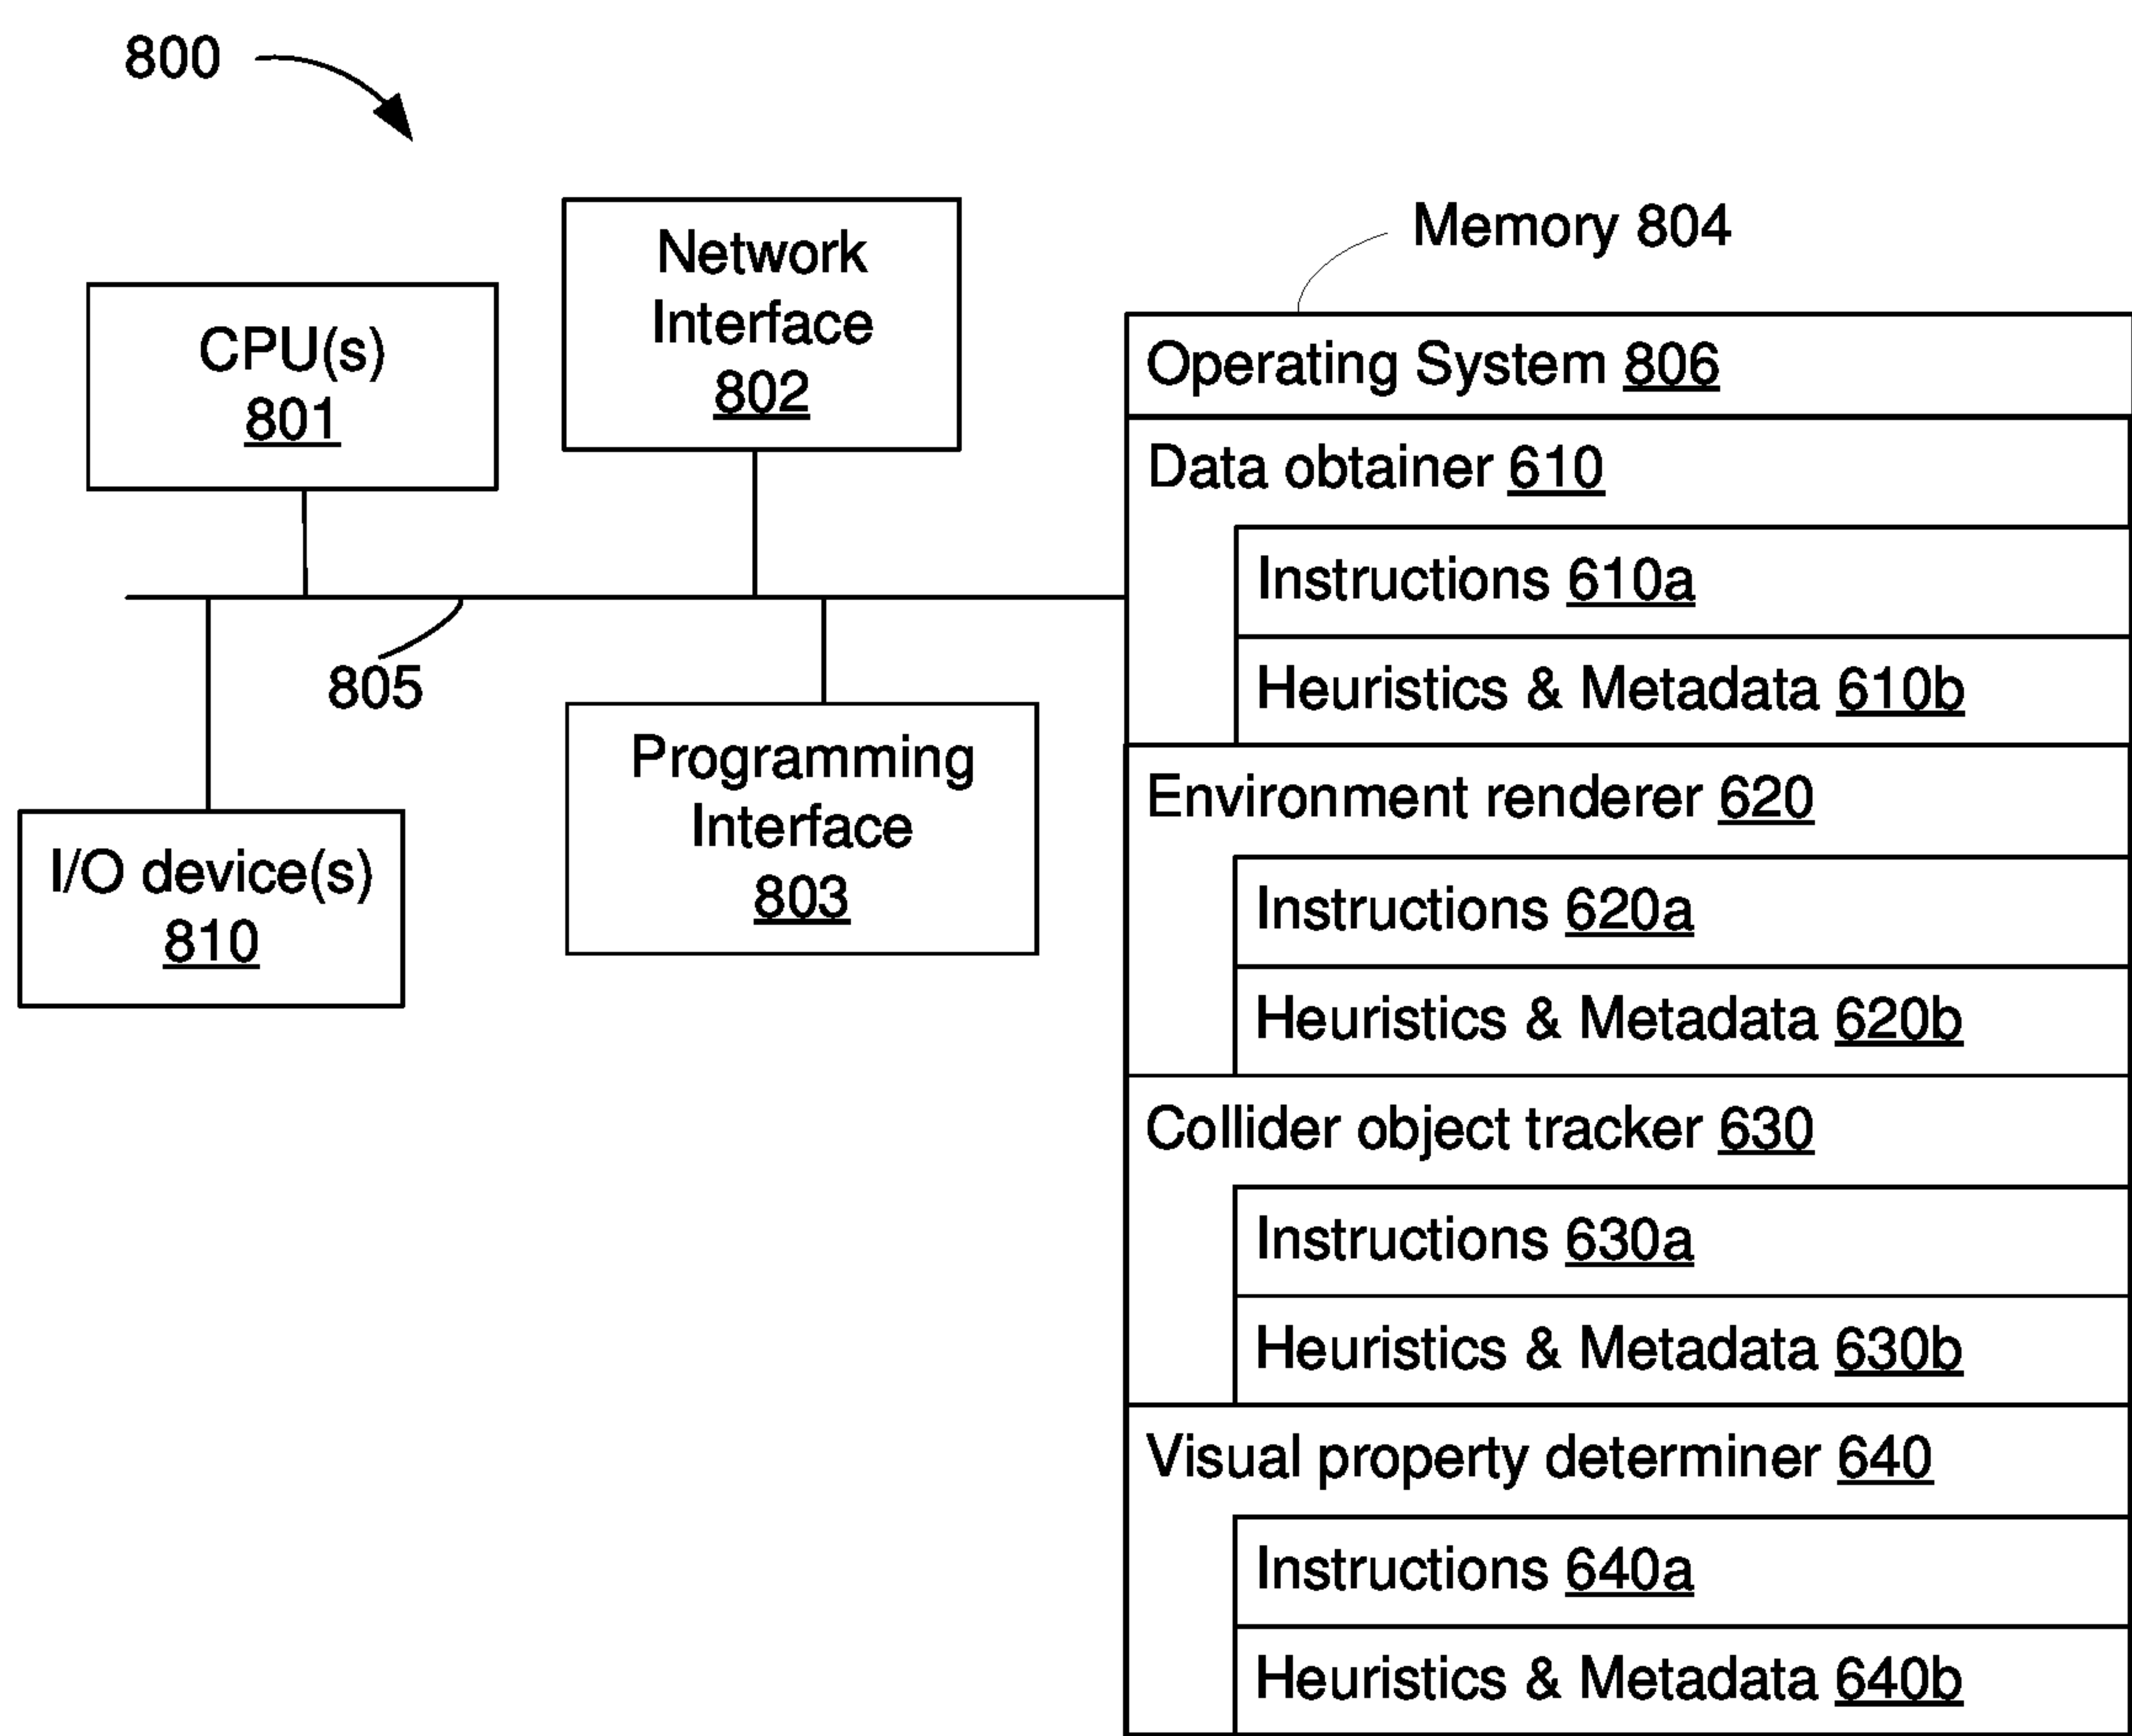 800
CPU(s)
801
Network
Interface
802
805
I/O device(s)
810
Programming
Interface
803
Memory 804
Operating System 806
Data obtainer 610
Instructions 610a
Heuristics & Metadata 610b
Environment renderer 620
Instructions 620a
Heuristics & Metadata 620b
Collider object tracker 630
Instructions 630a
Heuristics & Metadata 630b
Visual property determiner 640
Instructions 640a
Heuristics & Metadata 640b